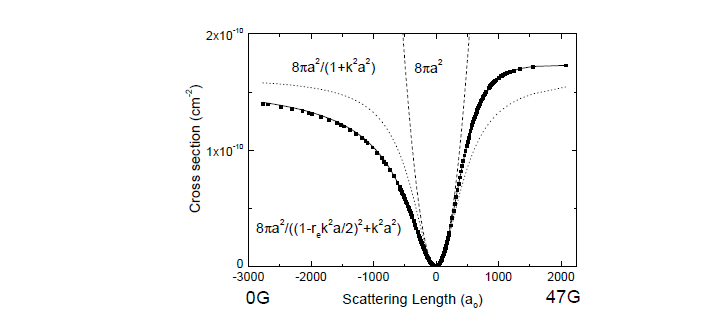 2x10⁻¹⁰
8πa²/(1+k²a²)
8πa²
1x10⁻¹⁰
Cross section (cm⁻²)
8πa²/((1-rₑk²a/2)²+k²a²)
0
-3000 -2000 -1000 0 1000 2000
0G Scattering Length (a₀) 47G